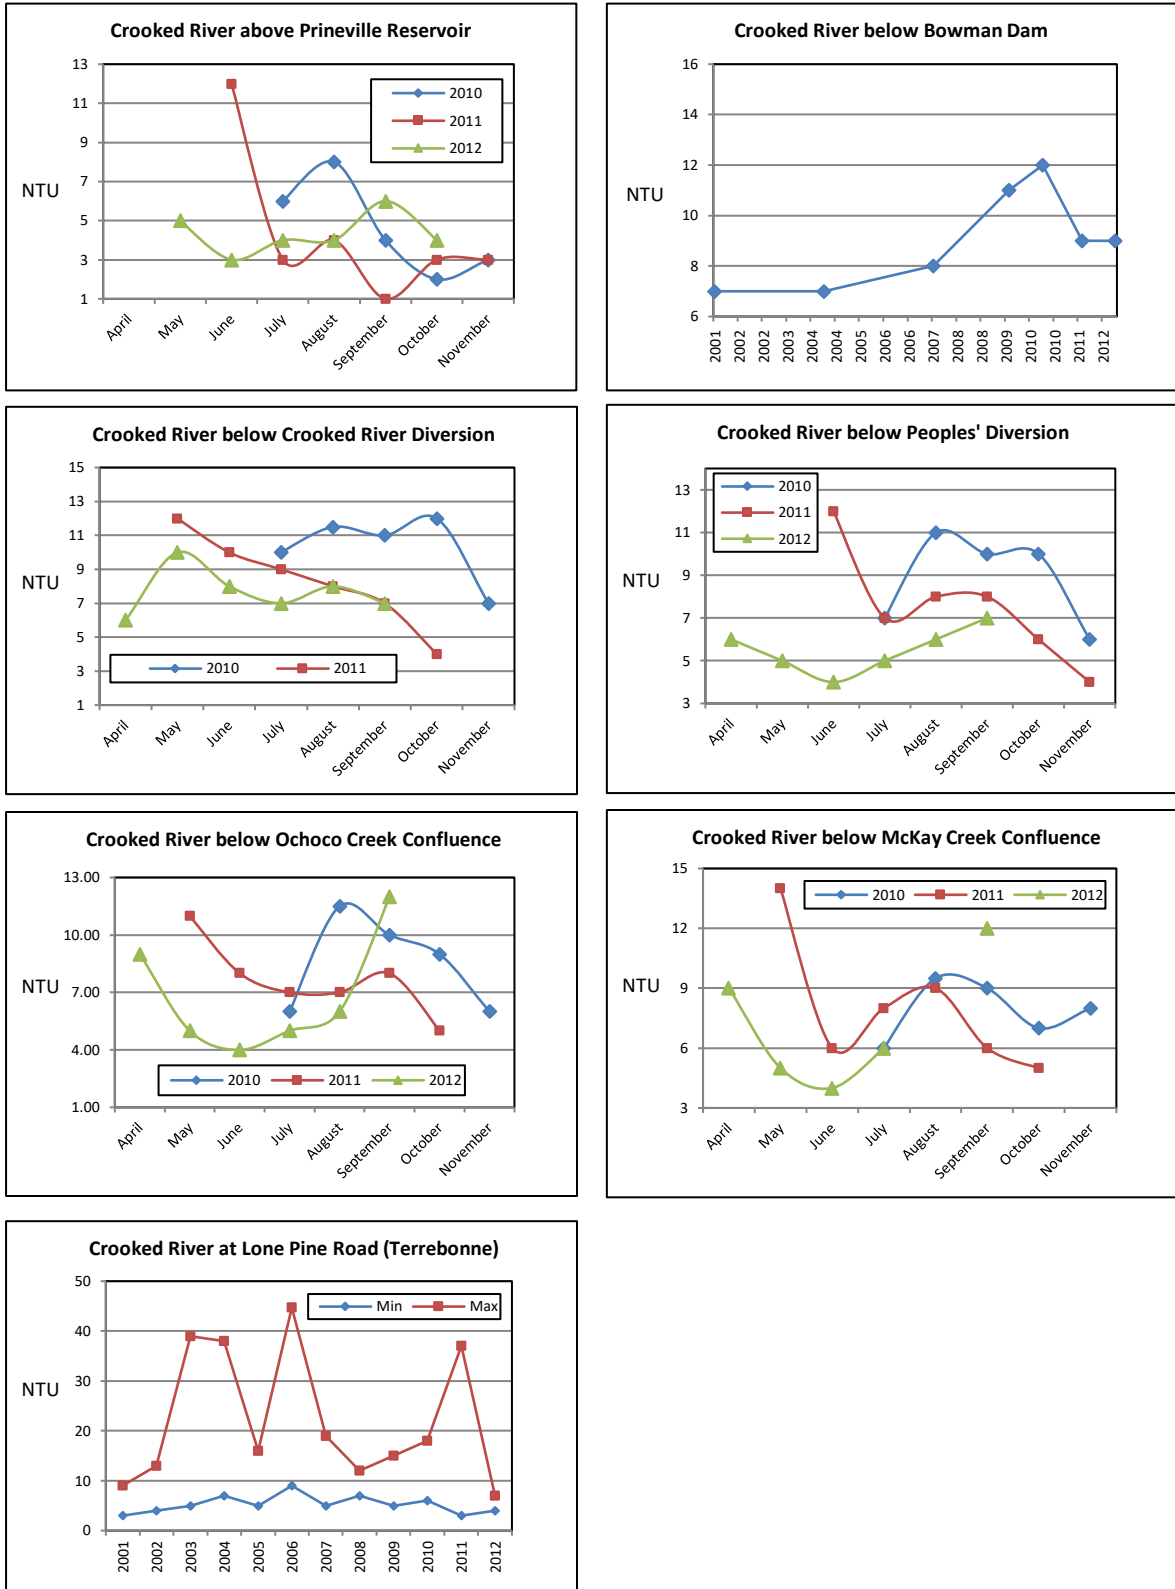 Crooked River above Prineville Reservoir
13
11
9
7
5
3
1
NTU
2010
2011
2012
April
May
June
July
August
September
October
November
Crooked River below Bowman Dam
16
14
12
10
8
6
NTU
2001
2002
2002
2003
2004
2004
2005
2006
2006
2007
2008
2008
2009
2010
2010
2011
2012
Crooked River below Crooked River Diversion
15
13
11
9
7
5
3
1
NTU
2010
2011
April
May
June
July
August
September
October
November
Crooked River below Peoples' Diversion
13
11
9
7
5
3
NTU
2010
2011
2012
April
May
June
July
August
September
October
November
Crooked River below Ochoco Creek Confluence
13.00
10.00
7.00
4.00
1.00
NTU
2010 2011 2012
April
May
June
July
August
September
October
November
Crooked River below McKay Creek Confluence
15
12
9
6
3
NTU
2010 2011 2012
April
May
June
July
August
September
October
November
Crooked River at Lone Pine Road (Terrebonne)
50
40
30
20
10
0
NTU
Min Max
2001
2002
2003
2004
2005
2006
2007
2008
2009
2010
2011
2012